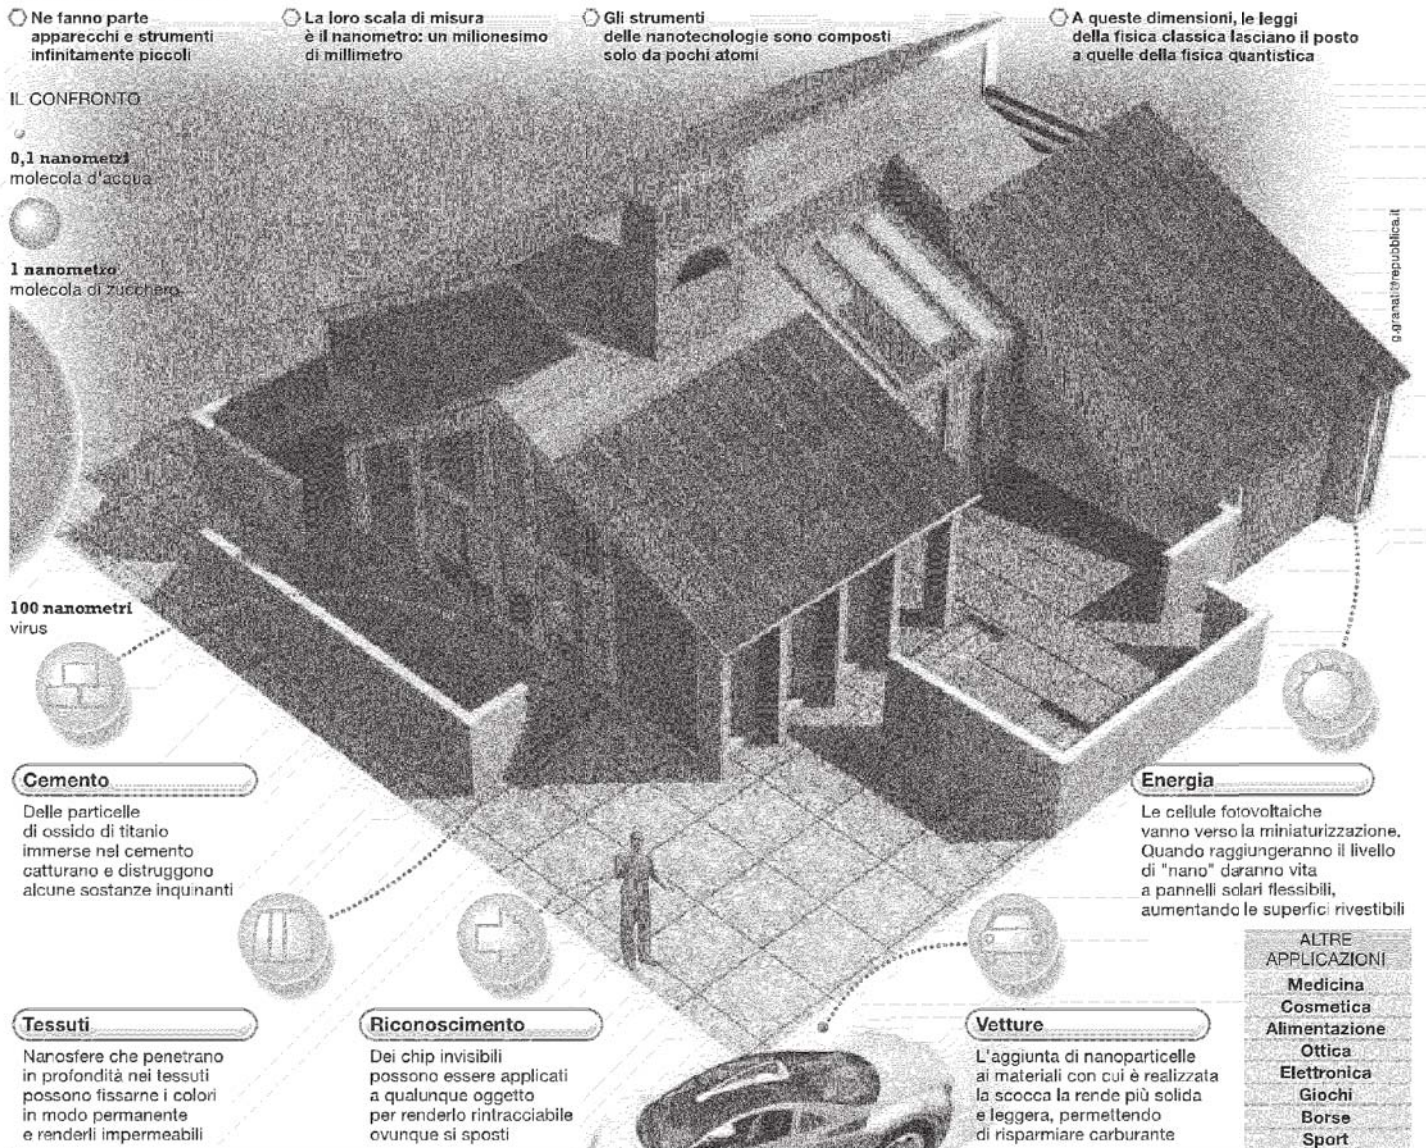 Ne fanno parte
apparecchi e strumenti
infinitamente piccoli
La loro scala di misura
è il nanometro: un milionesimo
di millimetro
Gli strumenti
delle nanotecnologie sono composti
solo da pochi atomi
A queste dimensioni, le leggi
della fisica classica lasciano il posto
a quelle della fisica quantistica
IL CONFRONTO
0,1 nanometri
molecola d'acqua
1 nanometro
molecola di zucchero
100 nanometri
virus
g.granati@repubblica.it
Cemento
Delle particelle
di ossido di titanio
immerse nel cemento
catturano e distruggono
alcune sostanze inquinanti
Energia
Le cellule fotovoltaiche
vanno verso la miniaturizzazione.
Quando raggiungeranno il livello
di "nano" daranno vita
a pannelli solari flessibili,
aumentando le superfici rivestibili
Tessuti
Nanosfere che penetrano
in profondità nei tessuti
possono fissarne i colori
in modo permanente
e renderli impermeabili
Riconoscimento
Dei chip invisibili
possono essere applicati
a qualunque oggetto
per renderlo rintracciabile
ovunque si sposti
Vetture
L'aggiunta di nanoparticelle
ai materiali con cui è realizzata
la scocca la rende più solida
e leggera, permettendo
di risparmiare carburante
ALTRE
APPLICAZIONI
Medicina
Cosmetica
Alimentazione
Ottica
Elettronica
Giochi
Borse
Sport